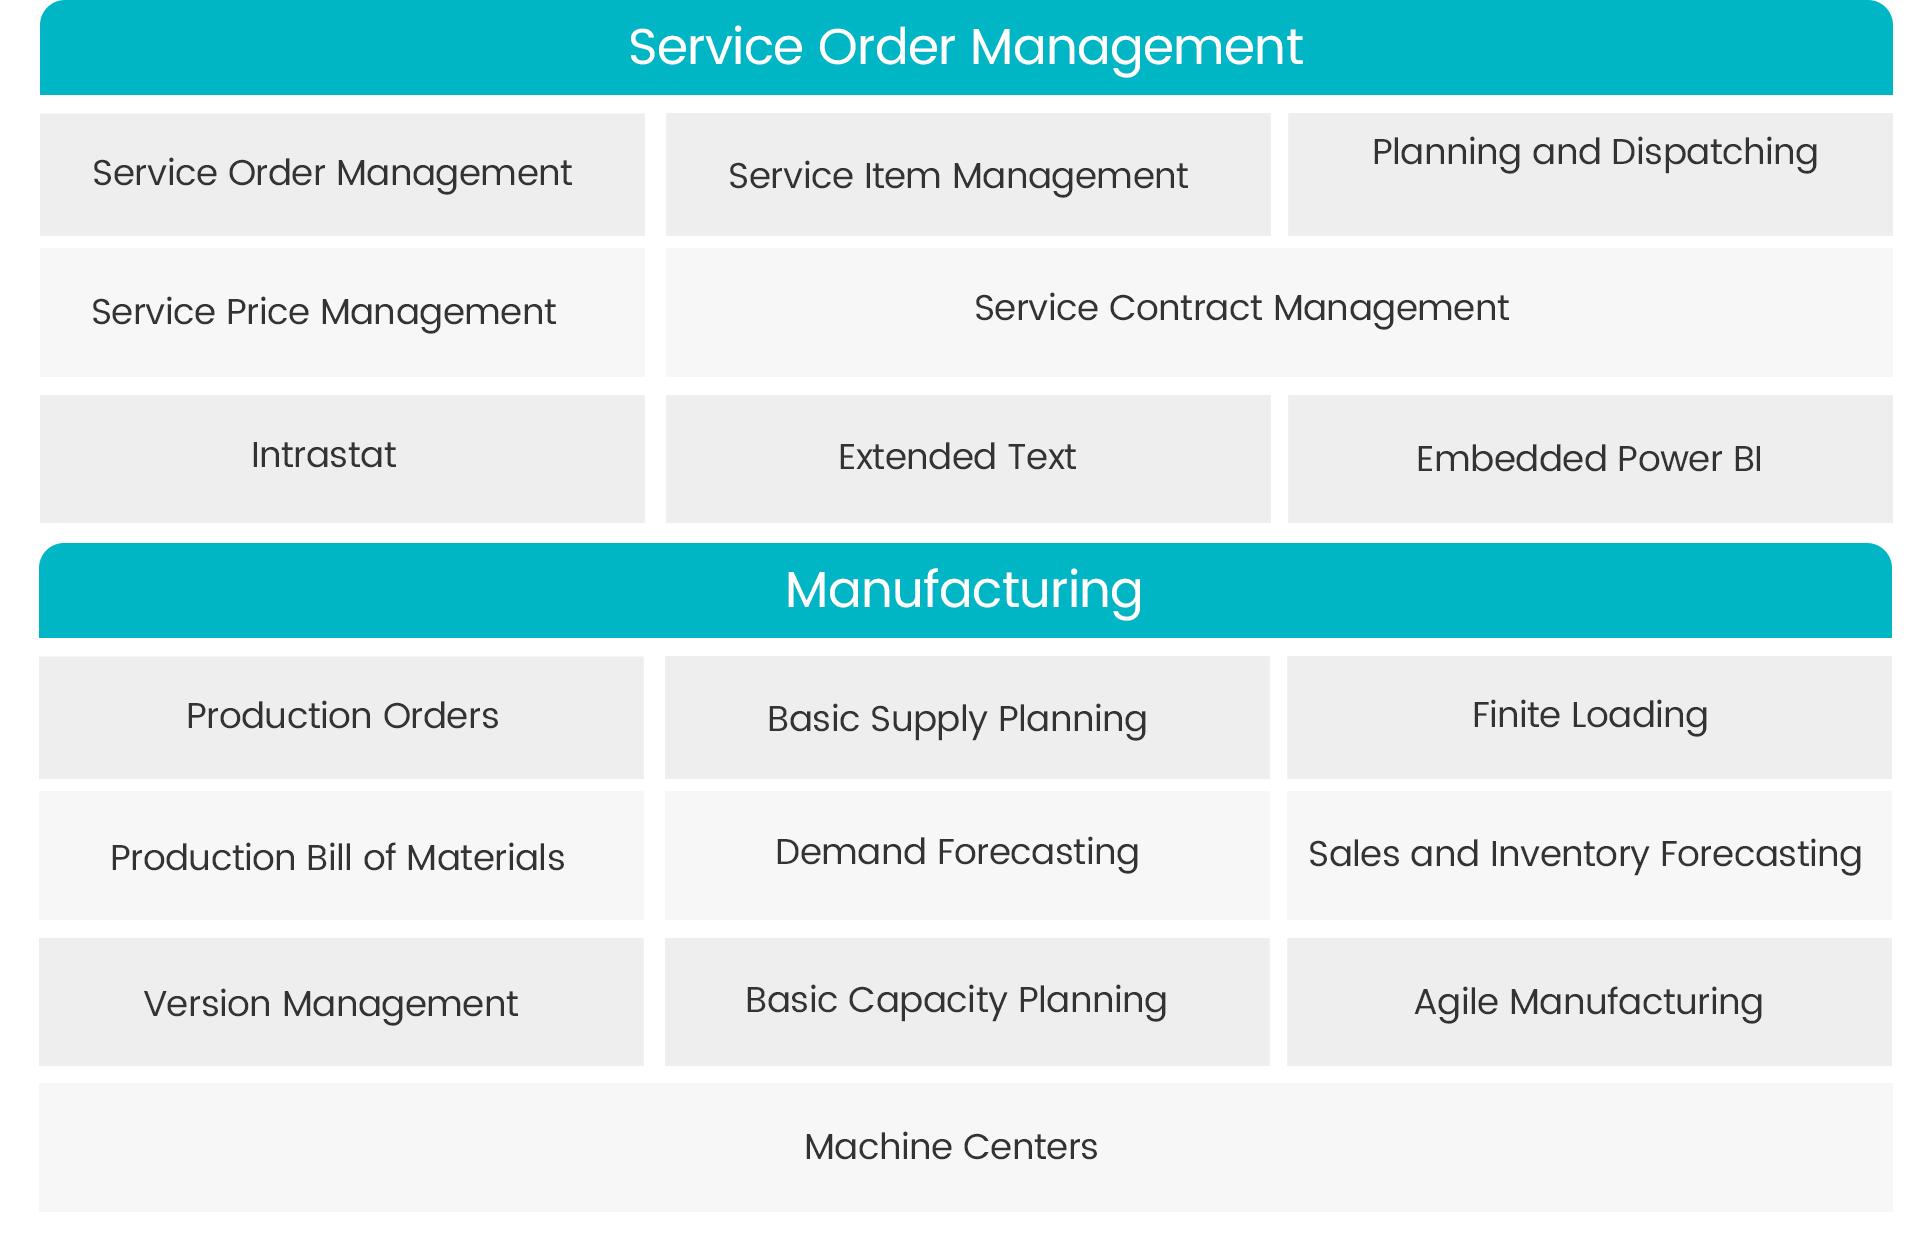 Service Order Management
Service Order Management
Service Item Management
Planning and Dispatching
Service Price Management
Service Contract Management
Intrastat
Extended Text
Embedded Power BI
Manufacturing
Production Orders
Basic Supply Planning
Finite Loading
Production Bill of Materials
Demand Forecasting
Sales and Inventory Forecasting
Version Management
Basic Capacity Planning
Agile Manufacturing
Machine Centers